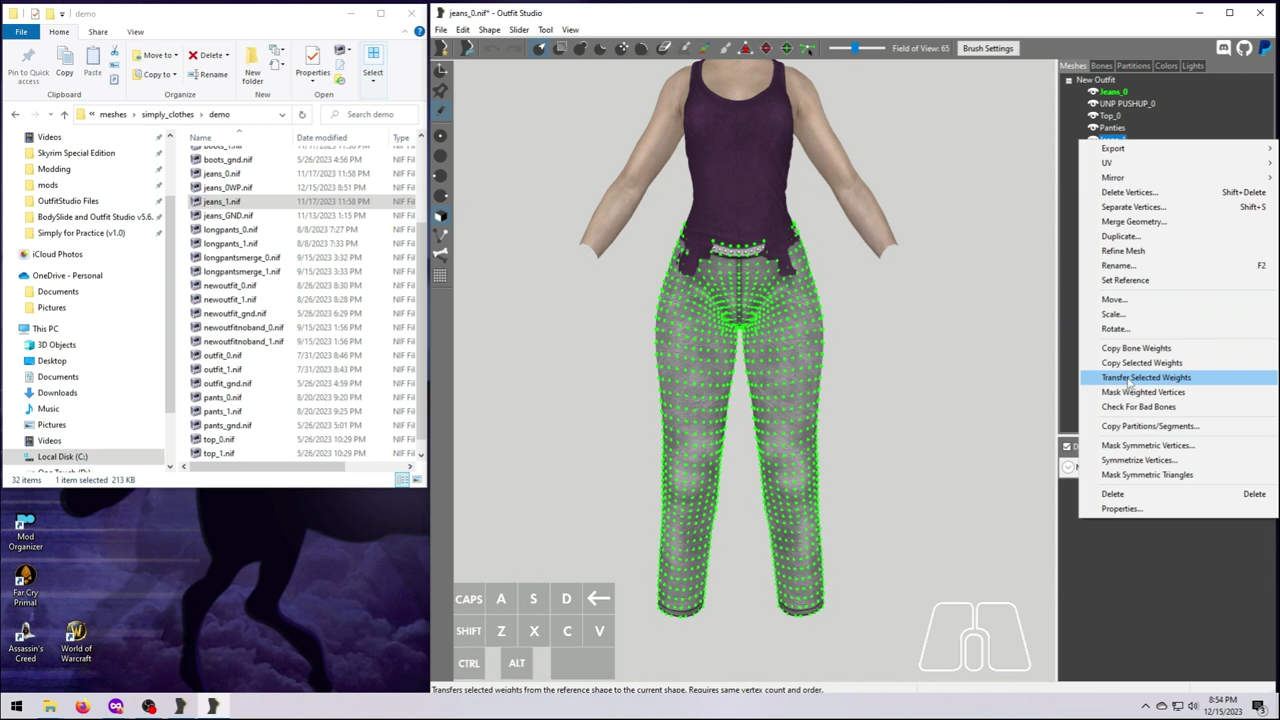 demo
File
Home
Share
View
Pin to Quick access
Copy
Paste
Clipboard
Move to
Copy to
Delete
Rename
Organize
New folder
New
Properties
Open
Select
meshes > simply_clothes > demo
Search demo
Name
Date modified
Videos
Skyrim Special Edition
Modding
mods
OutfitStudio Files
BodySlide and Outfit Studio v5.6.
Simply for Practice (v1.0)
iCloud Photos
OneDrive - Personal
Documents
Pictures
This PC
3D Objects
Desktop
Documents
Downloads
Music
Pictures
Videos
Local Disk (C:)
boots_gnd.nif 5/26/2023 4:56 PM NIF Fil
jeans_0.nif 11/17/2023 11:58 PM NIF Fil
jeans_0WP.nif 12/15/2023 8:51 PM NIF Fil
jeans_1.nif 11/17/2023 11:58 PM NIF Fil
jeans_GND.nif 11/13/2023 1:15 PM NIF Fil
longpants_0.nif 8/8/2023 7:27 PM NIF Fil
longpants_1.nif 8/8/2023 7:33 PM NIF Fil
longpantsmerge_0.nif 9/15/2023 3:32 PM NIF Fil
longpantsmerge_1.nif 9/15/2023 3:33 PM NIF Fil
newoutfit_0.nif 8/26/2023 8:30 PM NIF Fil
newoutfit_1.nif 8/26/2023 8:29 PM NIF Fil
newoutfit_gnd.nif 8/26/2023 8:54 PM NIF Fil
newoutfitnoband_0.nif 9/15/2023 1:56 PM NIF Fil
newoutfitnoband_1.nif 9/15/2023 1:56 PM NIF Fil
outfit_0.nif 7/31/2023 8:46 PM NIF Fil
outfit_1.nif 7/31/2023 8:43 PM NIF Fil
outfit_gnd.nif 5/26/2023 4:59 PM NIF Fil
pants_0.nif 8/20/2023 9:20 PM NIF Fil
pants_1.nif 8/20/2023 9:25 PM NIF Fil
pants_gnd.nif 5/26/2023 5:01 PM NIF Fil
top_0.nif 5/26/2023 10:29 PM NIF Fil
top_1.nif 5/26/2023 10:29 PM NIF Fil
32 items 1 item selected 213 KB
Mod Organizer
Far Cry Primal
Assassin's Creed
World of Warcraft
jeans_0.nif* - Outfit Studio
File Edit Shape Slider Tool View
Field of View: 65
Brush Settings
Meshes Bones Partitions Colors Lights
New Outfit
Jeans_0
UNP PUSHUP_0
Top_0
Panties
Export
UV
Mirror
Delete Vertices... Shift+Delete
Separate Vertices... Shift+S
Merge Geometry...
Duplicate...
Refine Mesh
Rename... F2
Set Reference
Move...
Scale...
Rotate...
Copy Bone Weights
Copy Selected Weights
Transfer Selected Weights
Mask Weighted Vertices
Check For Bad Bones
Copy Partitions/Segments...
Mask Symmetric Vertices...
Symmetrize Vertices...
Mask Symmetric Triangles
Delete Delete
Properties...
CAPS A S D
SHIFT Z X C V
CTRL ALT
Transfers selected weights from the reference shape to the current shape. Requires same vertex count and order.
8:54 PM
12/15/2023
3